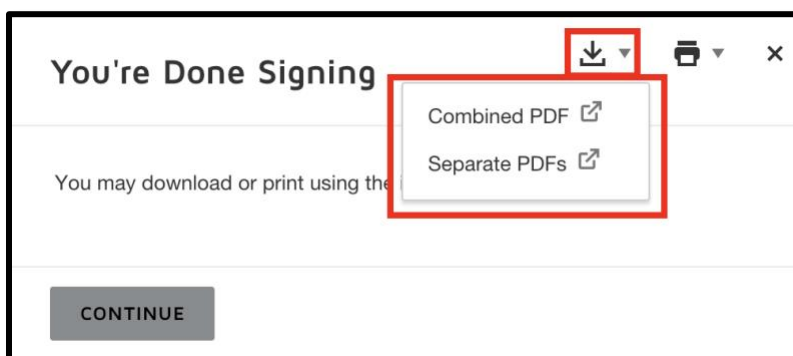 You're Done Signing
Combined PDF
Separate PDFs
You may download or print using the
CONTINUE